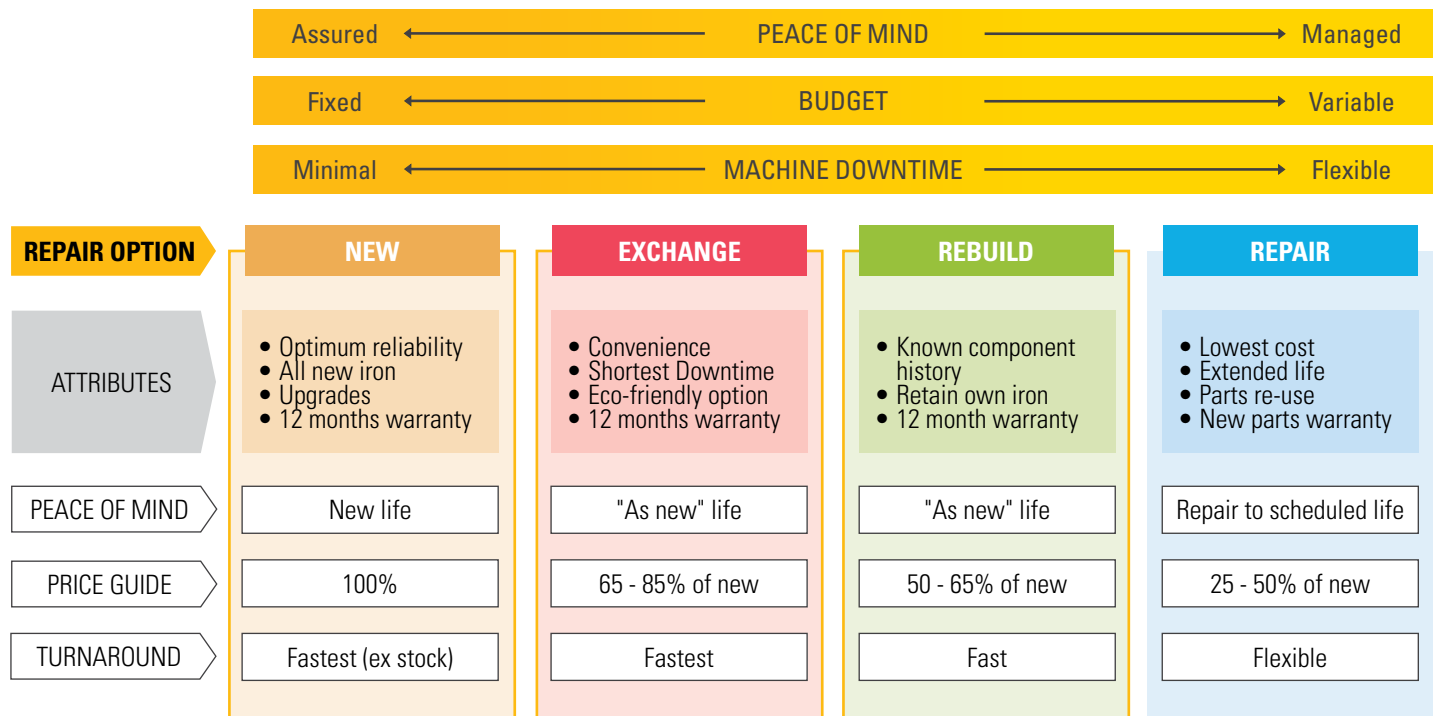 Assured PEACE OF MIND Managed
Fixed BUDGET Variable
Minimal MACHINE DOWNTIME Flexible
REPAIR OPTION NEW EXCHANGE REBUILD REPAIR
ATTRIBUTES
• Optimum reliability
• All new iron
• Upgrades
• 12 months warranty
• Convenience
• Shortest Downtime
• Eco-friendly option
• 12 months warranty
• Known component
history
• Retain own iron
• 12 month warranty
• Lowest cost
• Extended life
• Parts re-use
• New parts warranty
PEACE OF MIND New life "As new" life "As new" life Repair to scheduled life
PRICE GUIDE 100% 65 - 85% of new 50 - 65% of new 25 - 50% of new
TURNAROUND Fastest (ex stock) Fastest Fast Flexible